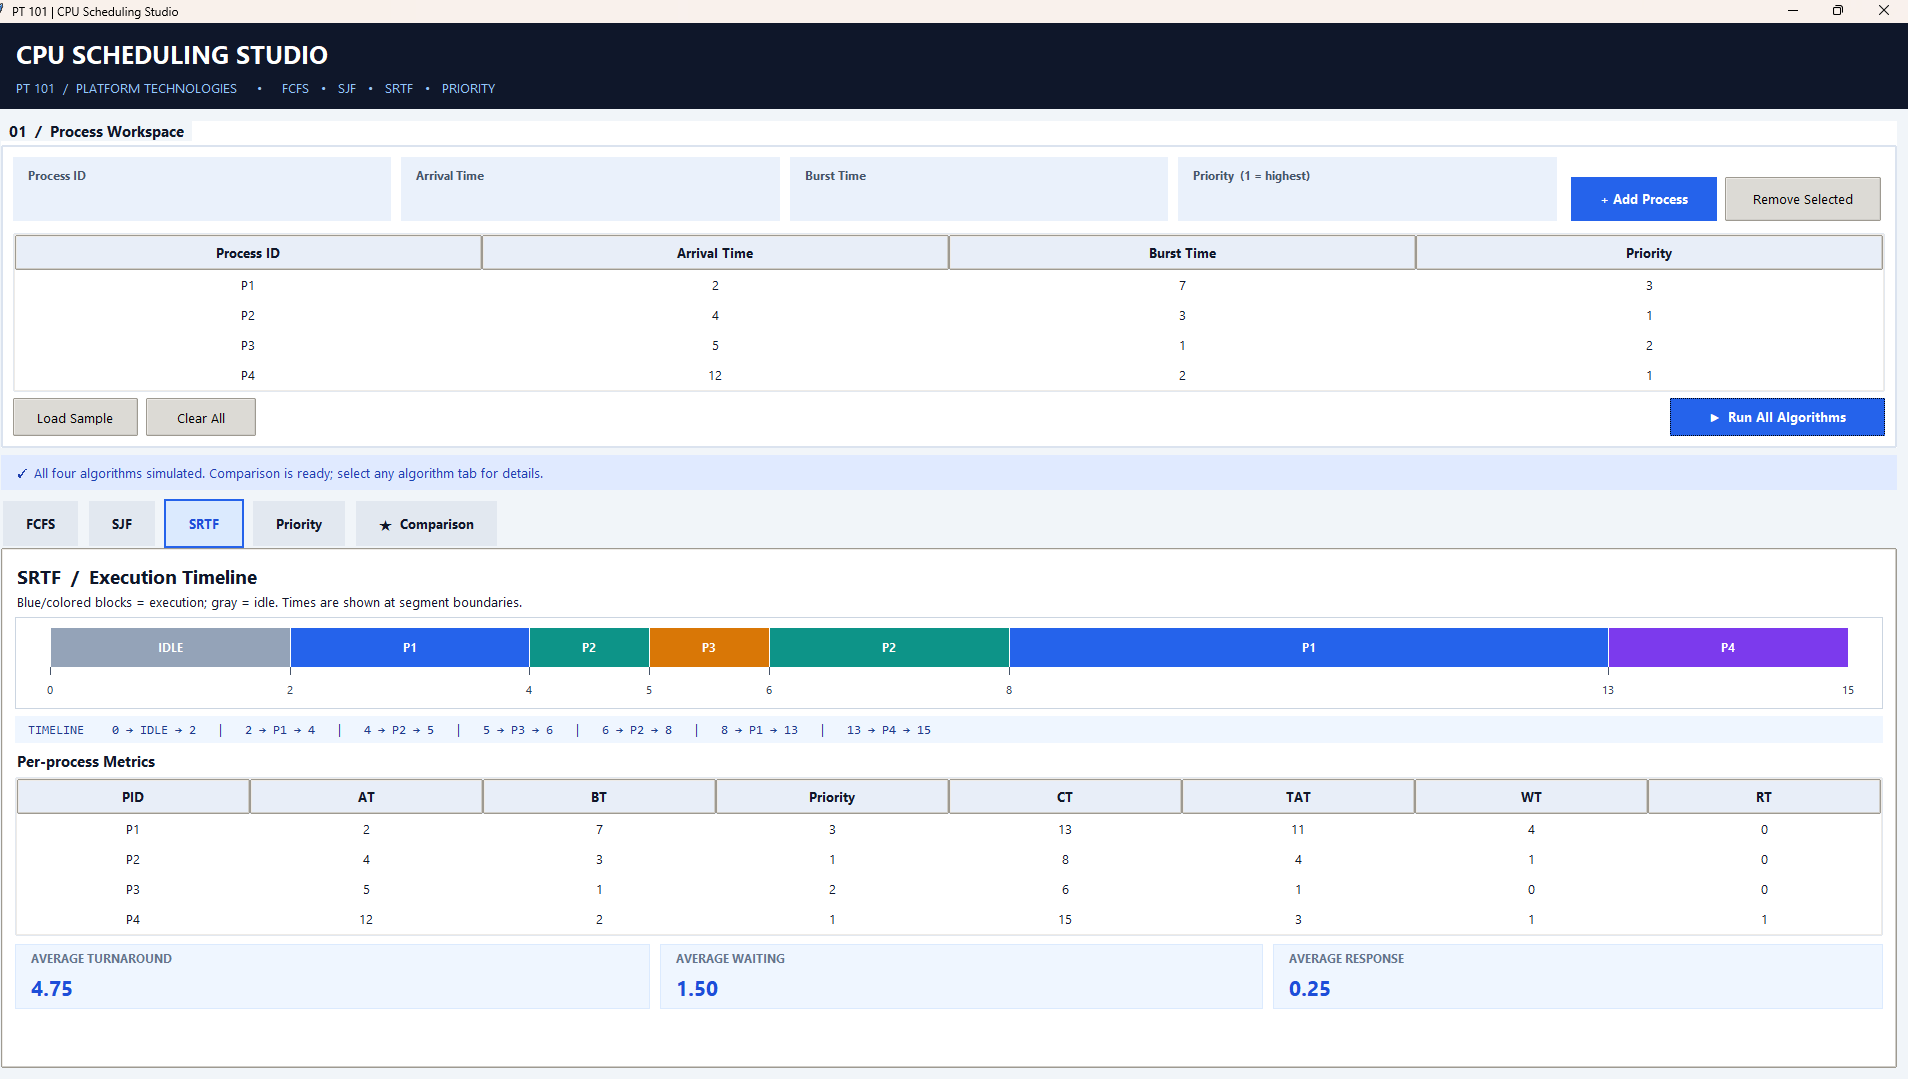 PT 101 | CPU Scheduling Studio
CPU SCHEDULING STUDIO
PT 101 / PLATFORM TECHNOLOGIES • FCFS • SJF • SRTF • PRIORITY
01 / Process Workspace
Process ID Arrival Time Burst Time Priority (1 = highest)
+ Add Process Remove Selected
Process ID Arrival Time Burst Time Priority
P1 2 7 3
P2 4 3 1
P3 5 1 2
P4 12 2 1
Load Sample Clear All ► Run All Algorithms
✓ All four algorithms simulated. Comparison is ready; select any algorithm tab for details.
FCFS SJF SRTF Priority ★ Comparison
SRTF / Execution Timeline
Blue/colored blocks = execution; gray = idle. Times are shown at segment boundaries.
IDLE P1 P2 P3 P2 P1 P4
0 2 4 5 6 8 13 15
TIMELINE 0 → IDLE → 2 | 2 → P1 → 4 | 4 → P2 → 5 | 5 → P3 → 6 | 6 → P2 → 8 | 8 → P1 → 13 | 13 → P4 → 15
Per-process Metrics
PID AT BT Priority CT TAT WT RT
P1 2 7 3 13 11 4 0
P2 4 3 1 8 4 1 0
P3 5 1 2 6 1 0 0
P4 12 2 1 15 3 1 1
AVERAGE TURNAROUND AVERAGE WAITING AVERAGE RESPONSE
4.75 1.50 0.25